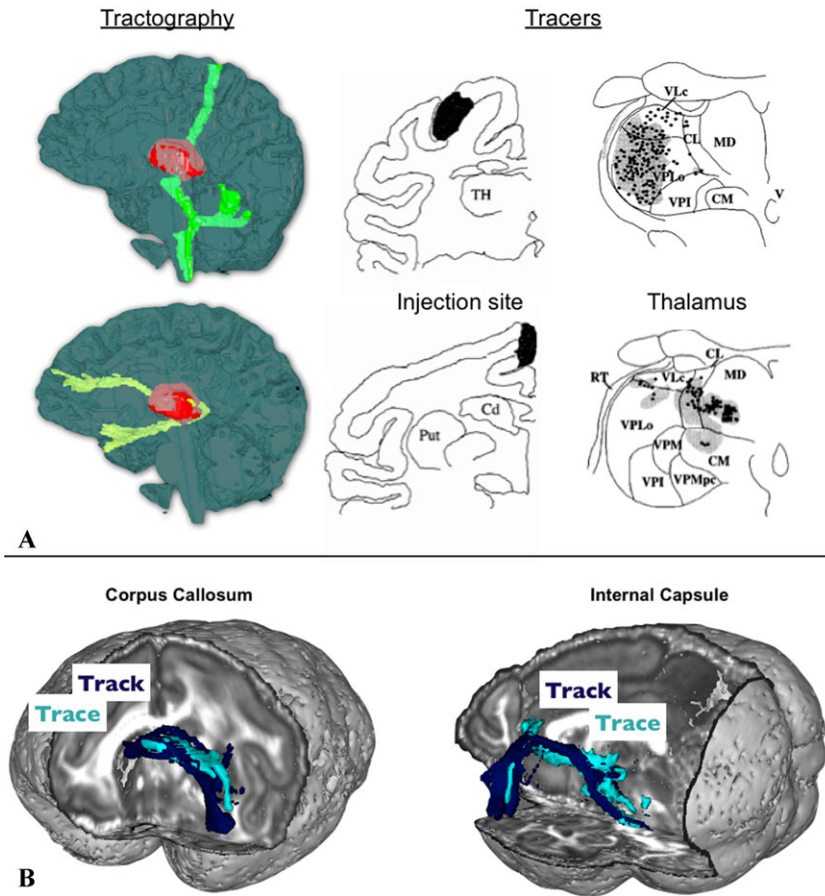 Tractography
Tracers
TH
VLc
CL
MD
VPLo
VPI
CM
V
Injection site
Thalamus
Put
Cd
RT
CL
VLc
MD
VPLo
VPM
CM
VPI
VPMpc
A
Corpus Callosum
Internal Capsule
Track
Trace
Track
Trace
B